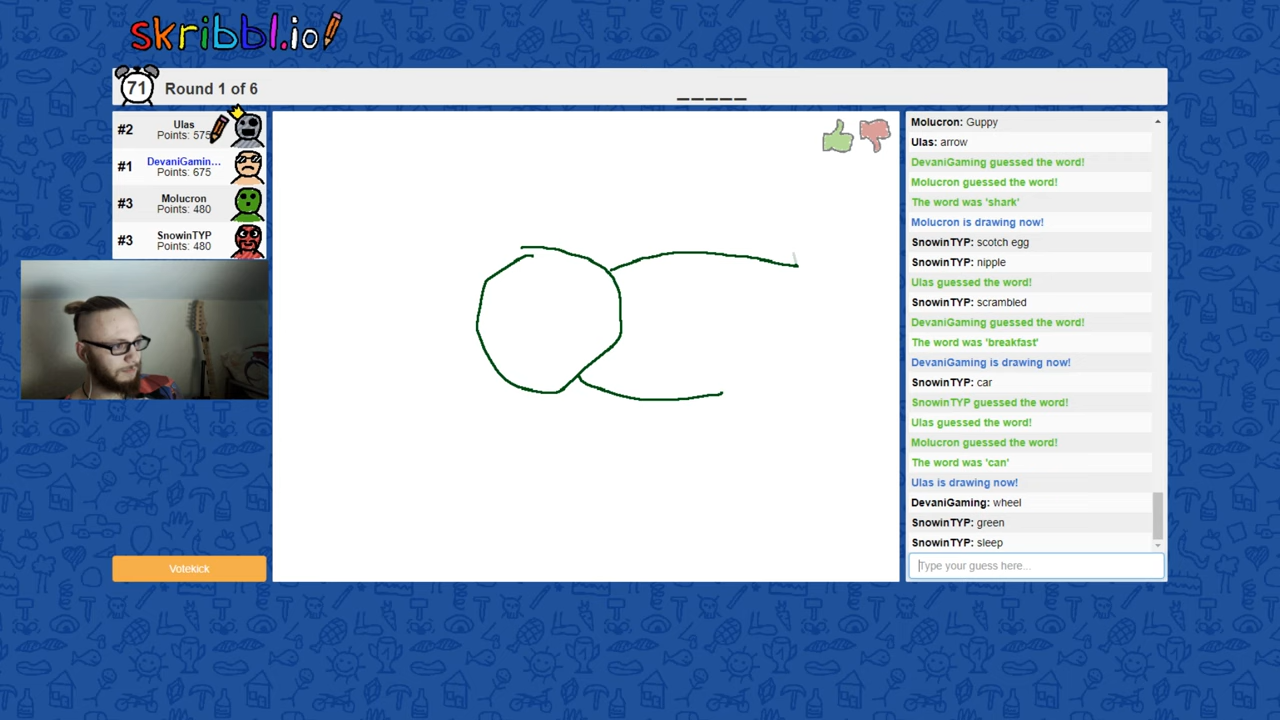 skribbl.io
71
Round 1 of 6
_____
#2
Ulas
Points: 575
#1
DevaniGamin...
Points: 675
#3
Molucron
Points: 480
#3
SnowinTYP
Points: 480
Votekick
Molucron: Guppy
Ulas: arrow
DevaniGaming guessed the word!
Molucron guessed the word!
The word was 'shark'
Molucron is drawing now!
SnowinTYP: scotch egg
SnowinTYP: nipple
Ulas guessed the word!
SnowinTYP: scrambled
DevaniGaming guessed the word!
The word was 'breakfast'
DevaniGaming is drawing now!
SnowinTYP: car
SnowinTYP guessed the word!
Ulas guessed the word!
Molucron guessed the word!
The word was 'can'
Ulas is drawing now!
DevaniGaming: wheel
SnowinTYP: green
SnowinTYP: sleep
Type your guess here...